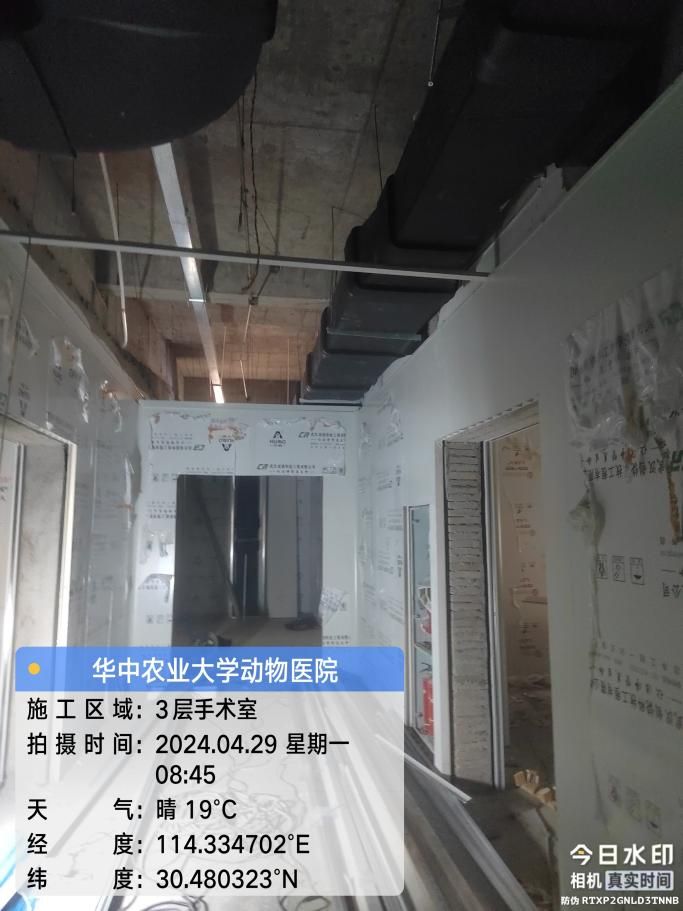 华中农业大学动物医院
施工区域：3层手术室
拍摄时间：2024.04.29 星期一
08:45
天气：晴 19°C
经度：114.334702°E
纬度：30.480323°N
今日水印
相机 真实时间
防伪 RTXP2GNLD3TNNB